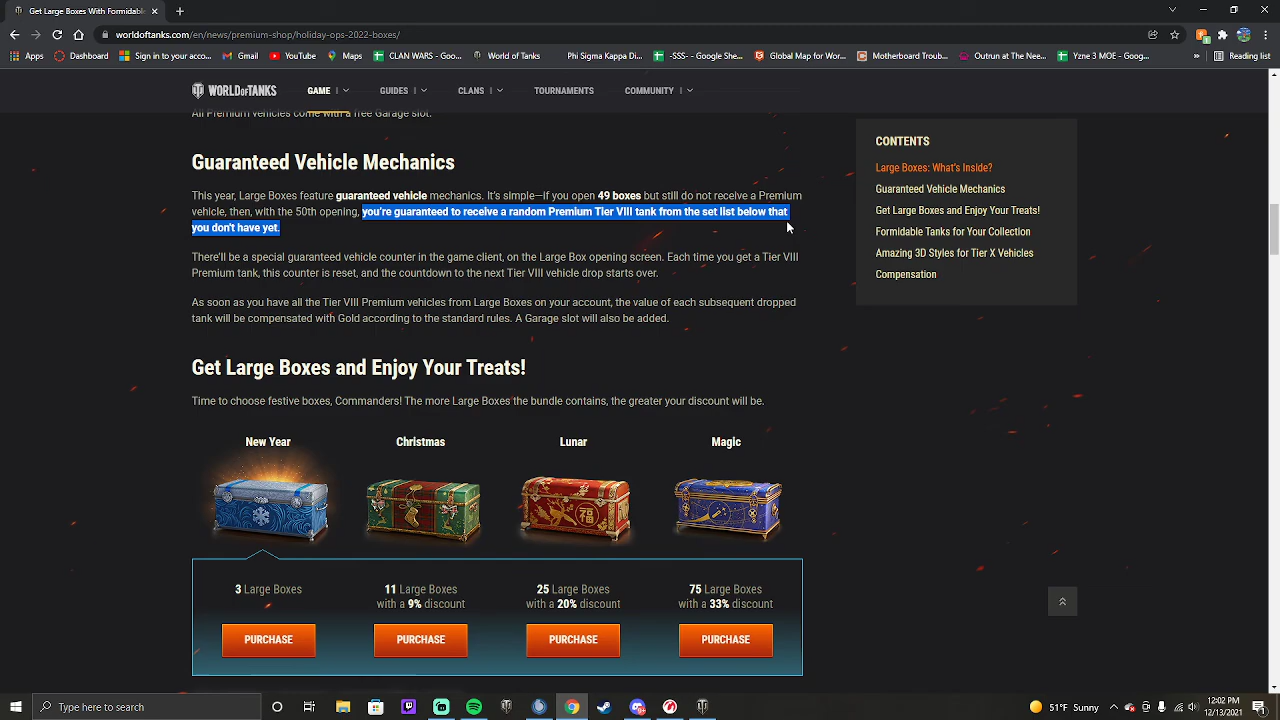 Get Large Boxes With Formidable
worldoftanks.com/en/news/premium-shop/holiday-ops-2022-boxes/
Apps
Dashboard
Sign in to your acco...
Gmail
YouTube
Maps
CLAN WARS - Goo...
World of Tanks
Phi Sigma Kappa Di...
-SSS- - Google She...
Global Map for Wor...
Motherboard Troub...
Outrun at The Nee...
Yzne 3 MOE - Goog...
»
Reading list
WORLD OF TANKS
GAME
GUIDES
CLANS
TOURNAMENTS
COMMUNITY
All Premium vehicles come with a free Garage slot.
Guaranteed Vehicle Mechanics
This year, Large Boxes feature guaranteed vehicle mechanics. It's simple—if you open 49 boxes but still do not receive a Premium
vehicle, then, with the 50th opening, you're guaranteed to receive a random Premium Tier VIII tank from the set list below that
you don't have yet.
There'll be a special guaranteed vehicle counter in the game client, on the Large Box opening screen. Each time you get a Tier VIII
Premium tank, this counter is reset, and the countdown to the next Tier VIII vehicle drop starts over.
As soon as you have all the Tier VIII Premium vehicles from Large Boxes on your account, the value of each subsequent dropped
tank will be compensated with Gold according to the standard rules. A Garage slot will also be added.
Get Large Boxes and Enjoy Your Treats!
Time to choose festive boxes, Commanders! The more Large Boxes the bundle contains, the greater your discount will be.
New Year
Christmas
Lunar
Magic
福
3 Large Boxes
11 Large Boxes
with a 9% discount
25 Large Boxes
with a 20% discount
75 Large Boxes
with a 33% discount
PURCHASE
PURCHASE
PURCHASE
PURCHASE
CONTENTS
Large Boxes: What's Inside?
Guaranteed Vehicle Mechanics
Get Large Boxes and Enjoy Your Treats!
Formidable Tanks for Your Collection
Amazing 3D Styles for Tier X Vehicles
Compensation
Type here to search
51°F Sunny
12:02 PM
12/13/2021